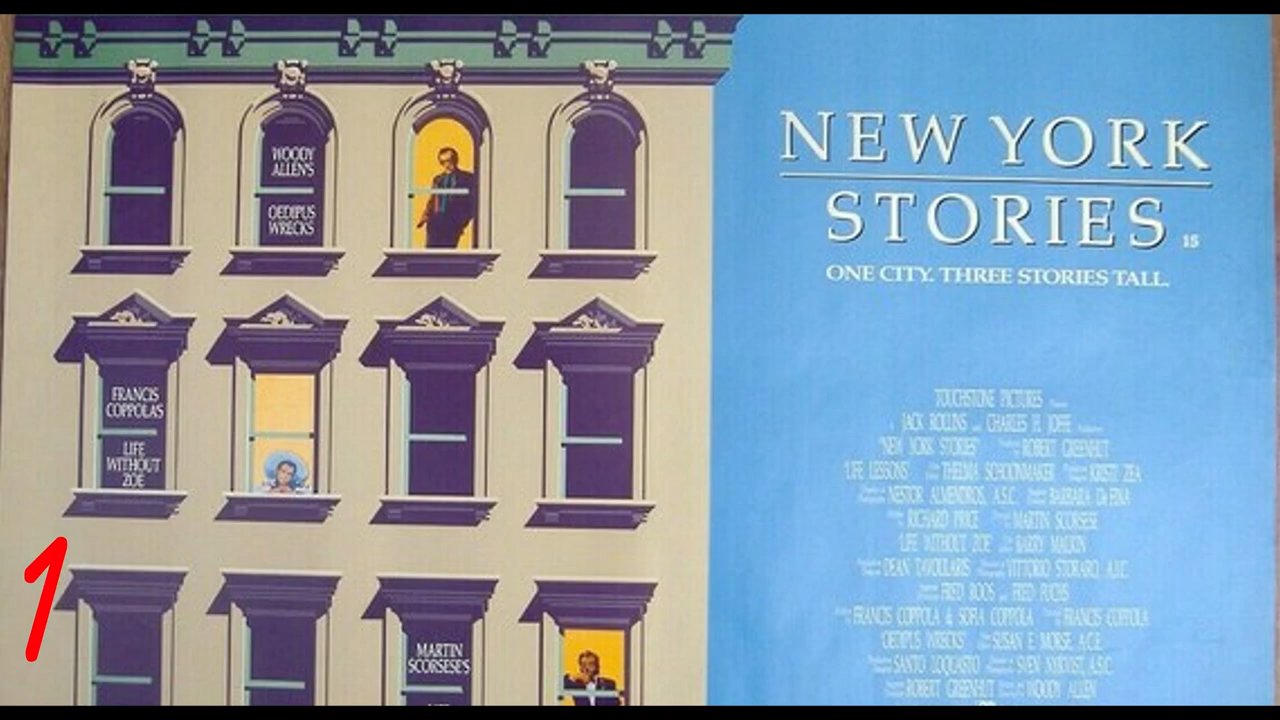 WOODY
ALLEN'S
OEDIPUS
WRECKS
FRANCIS
COPPOLA'S
LIFE
WITHOUT
ZOË
MARTIN
SCORSESE'S
1
NEW YORK
STORIES 15
ONE CITY. THREE STORIES TALL.
TOUCHSTONE PICTURES
JACK ROLLINS CHARLES H. JOFFE
"NEW YORK STORIES" ROBERT GREENHUT
"LIFE LESSONS" THELMA SCHOONMAKER KRISTI ZEA
NESTOR ALMENDROS, A.S.C. BARBARA DeFINA
RICHARD PRICE MARTIN SCORSESE
"LIFE WITHOUT ZOE" BARRY MALKIN
DEAN TAVOULARIS VITTORIO STORARO, A.I.C.
FRED ROOS and FRED FUCHS
FRANCIS COPPOLA & SOFIA COPPOLA FRANCIS COPPOLA
"OEDIPUS WRECKS" SUSAN E. MORSE, A.C.E.
SANTO LOQUASTO SVEN NYKVIST, A.S.C.
ROBERT GREENHUT WOODY ALLEN